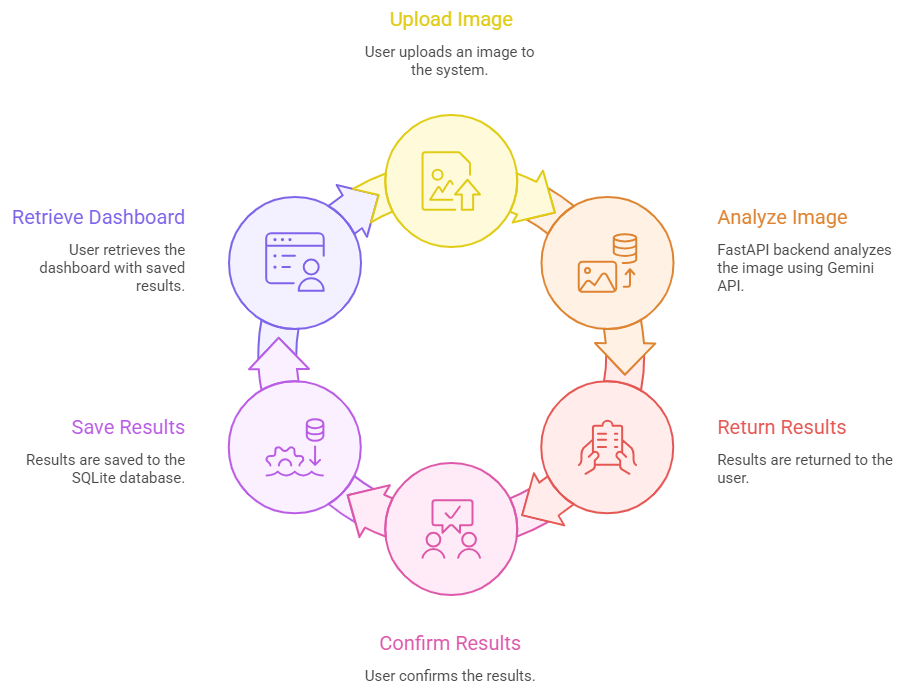 Upload Image
User uploads an image to
the system.
Analyze Image
FastAPI backend analyzes
the image using Gemini
API.
Return Results
Results are returned to the
user.
Confirm Results
User confirms the results.
Save Results
Results are saved to the
SQLite database.
Retrieve Dashboard
User retrieves the
dashboard with saved
results.